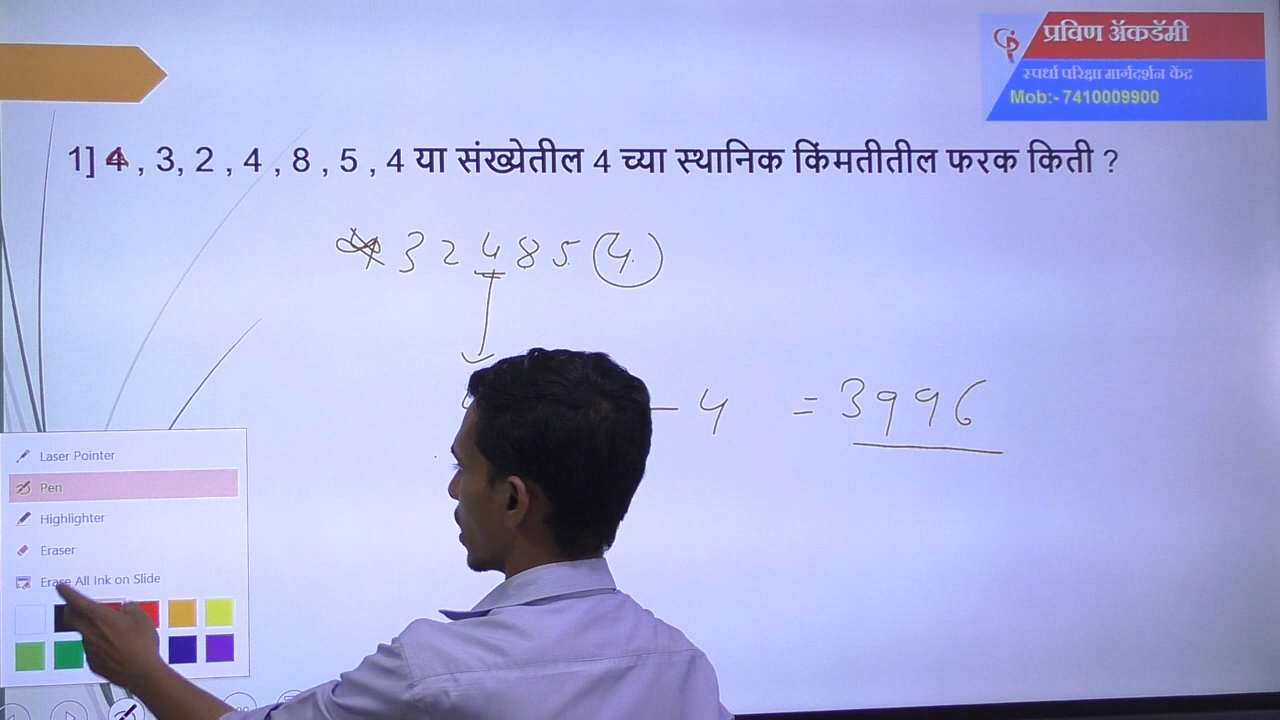 प्रविण ॲकडॅमी
स्पर्धा परिक्षा मार्गदर्शन केंद्र
Mob:- 7410009900
1] 4 , 3, 2 , 4 , 8 , 5 , 4 या संख्येतील 4 च्या स्थानिक किंमतीतील फरक किती ?
3 2 4 8 5 4
– 4 = 3996
Laser Pointer
Pen
Highlighter
Eraser
Erase All Ink on Slide